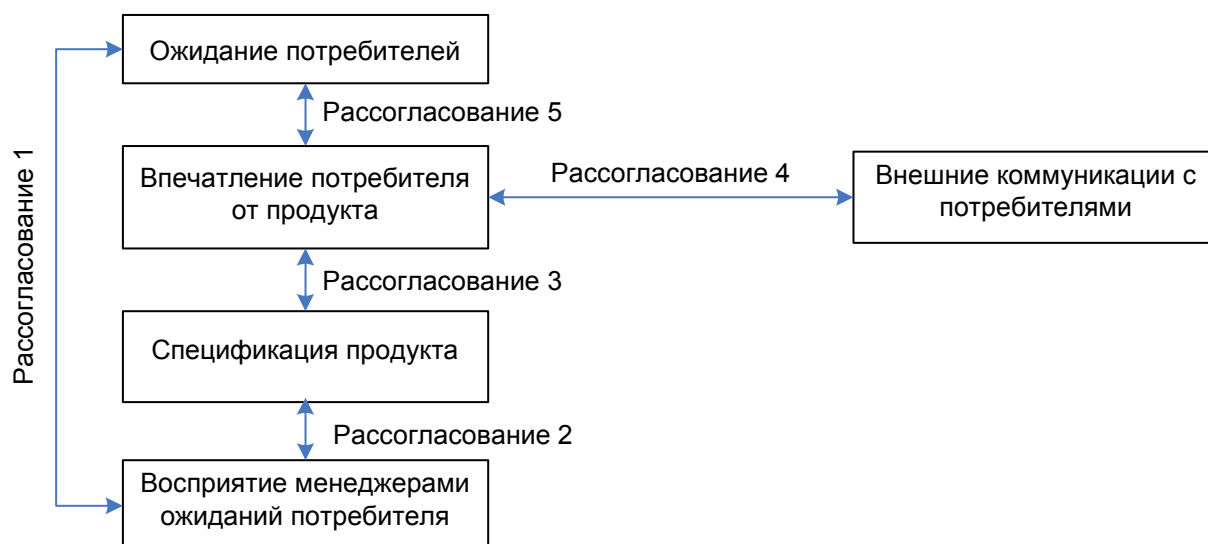 Ожидание потребителей
Рассогласование 5
Впечатление потребителя
от продукта
Рассогласование 4
Внешние коммуникации с
потребителями
Рассогласование 3
Рассогласование 1
Спецификация продукта
Рассогласование 2
Восприятие менеджерами
ожиданий потребителя